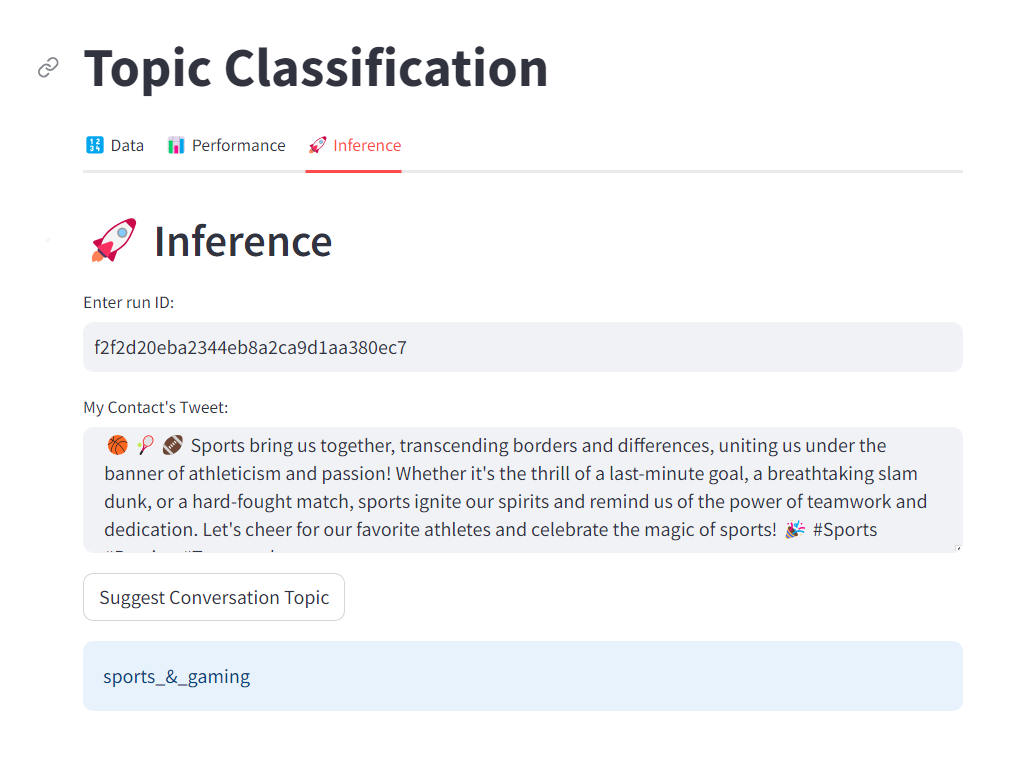 Topic Classification
Data Performance Inference
Inference
Enter run ID:
f2f2d20eba2344eb8a2ca9d1aa380ec7
My Contact's Tweet:
Sports bring us together, transcending borders and differences, uniting us under the
banner of athleticism and passion! Whether it's the thrill of a last-minute goal, a breathtaking slam
dunk, or a hard-fought match, sports ignite our spirits and remind us of the power of teamwork and
dedication. Let's cheer for our favorite athletes and celebrate the magic of sports! 🎉 #Sports
Suggest Conversation Topic
sports_&_gaming